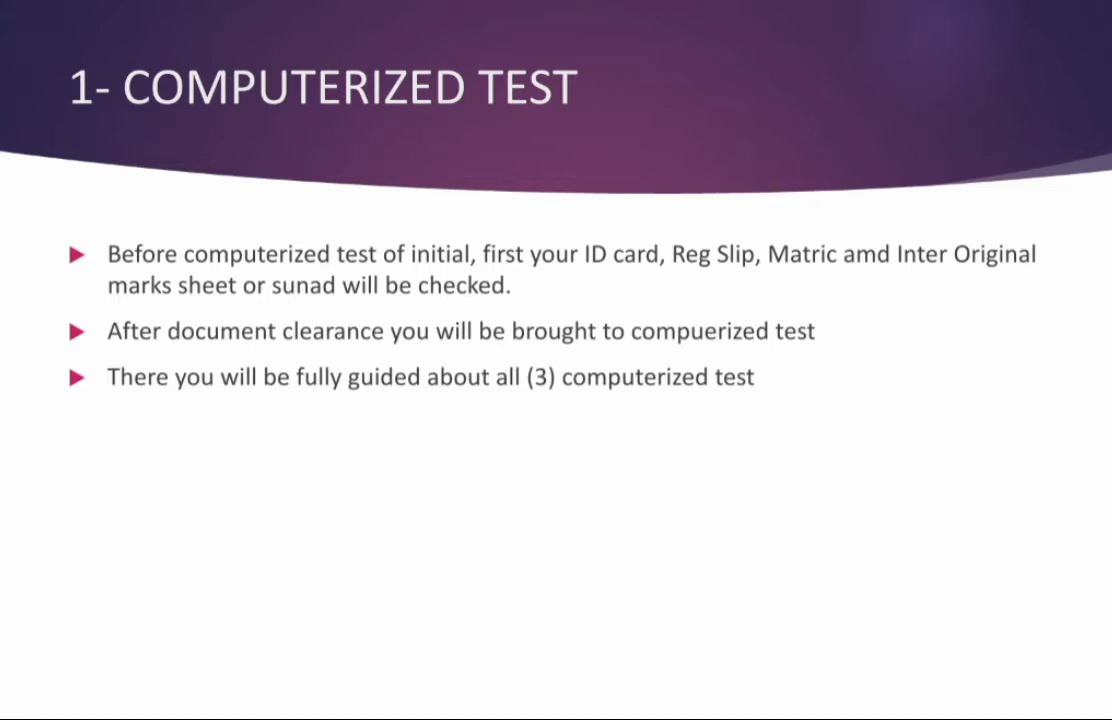 1- COMPUTERIZED TEST
Before computerized test of initial, first your ID card, Reg Slip, Matric amd Inter Original
marks sheet or sunad will be checked.
After document clearance you will be brought to compuerized test
There you will be fully guided about all (3) computerized test